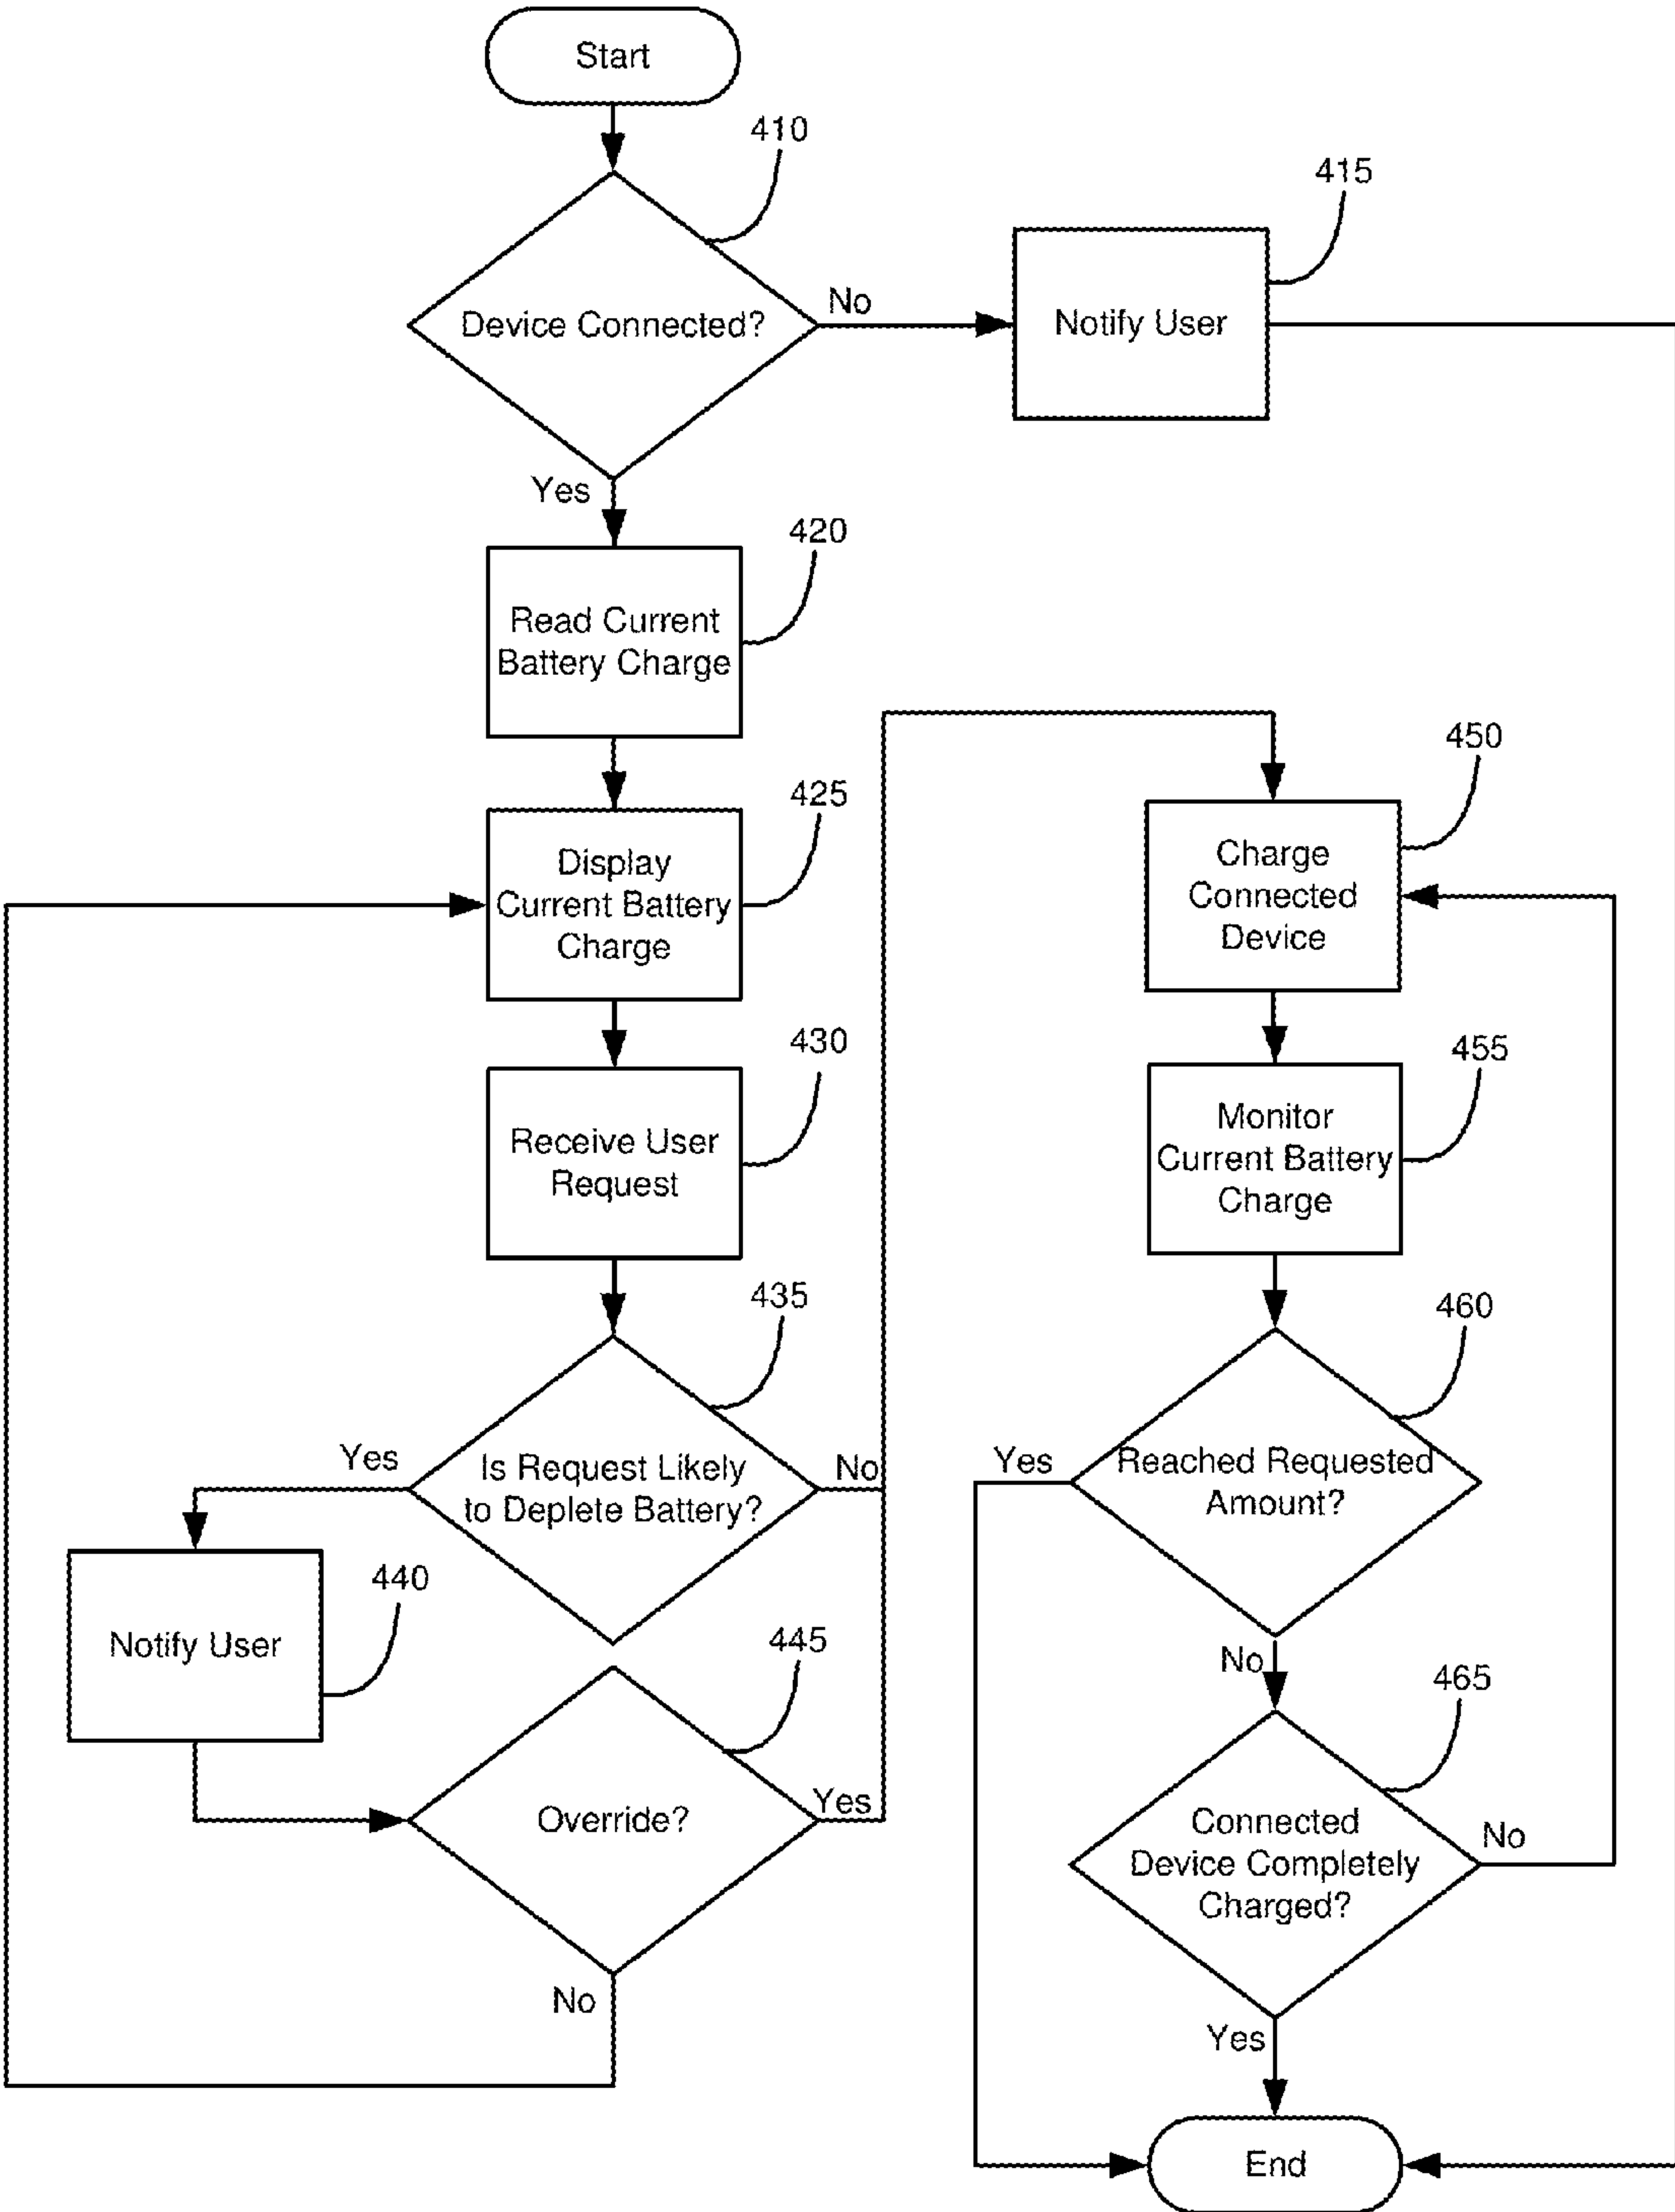 Start
410
Device Connected?
No
415
Notify User
Yes
420
Read Current
Battery Charge
425
Display
Current Battery
Charge
430
Receive User
Request
435
Is Request Likely
to Deplete Battery?
Yes
No
440
Notify User
445
Override?
Yes
No
450
Charge
Connected
Device
455
Monitor
Current Battery
Charge
460
Reached Requested
Amount?
Yes
No
465
Connected
Device Completely
Charged?
No
Yes
End